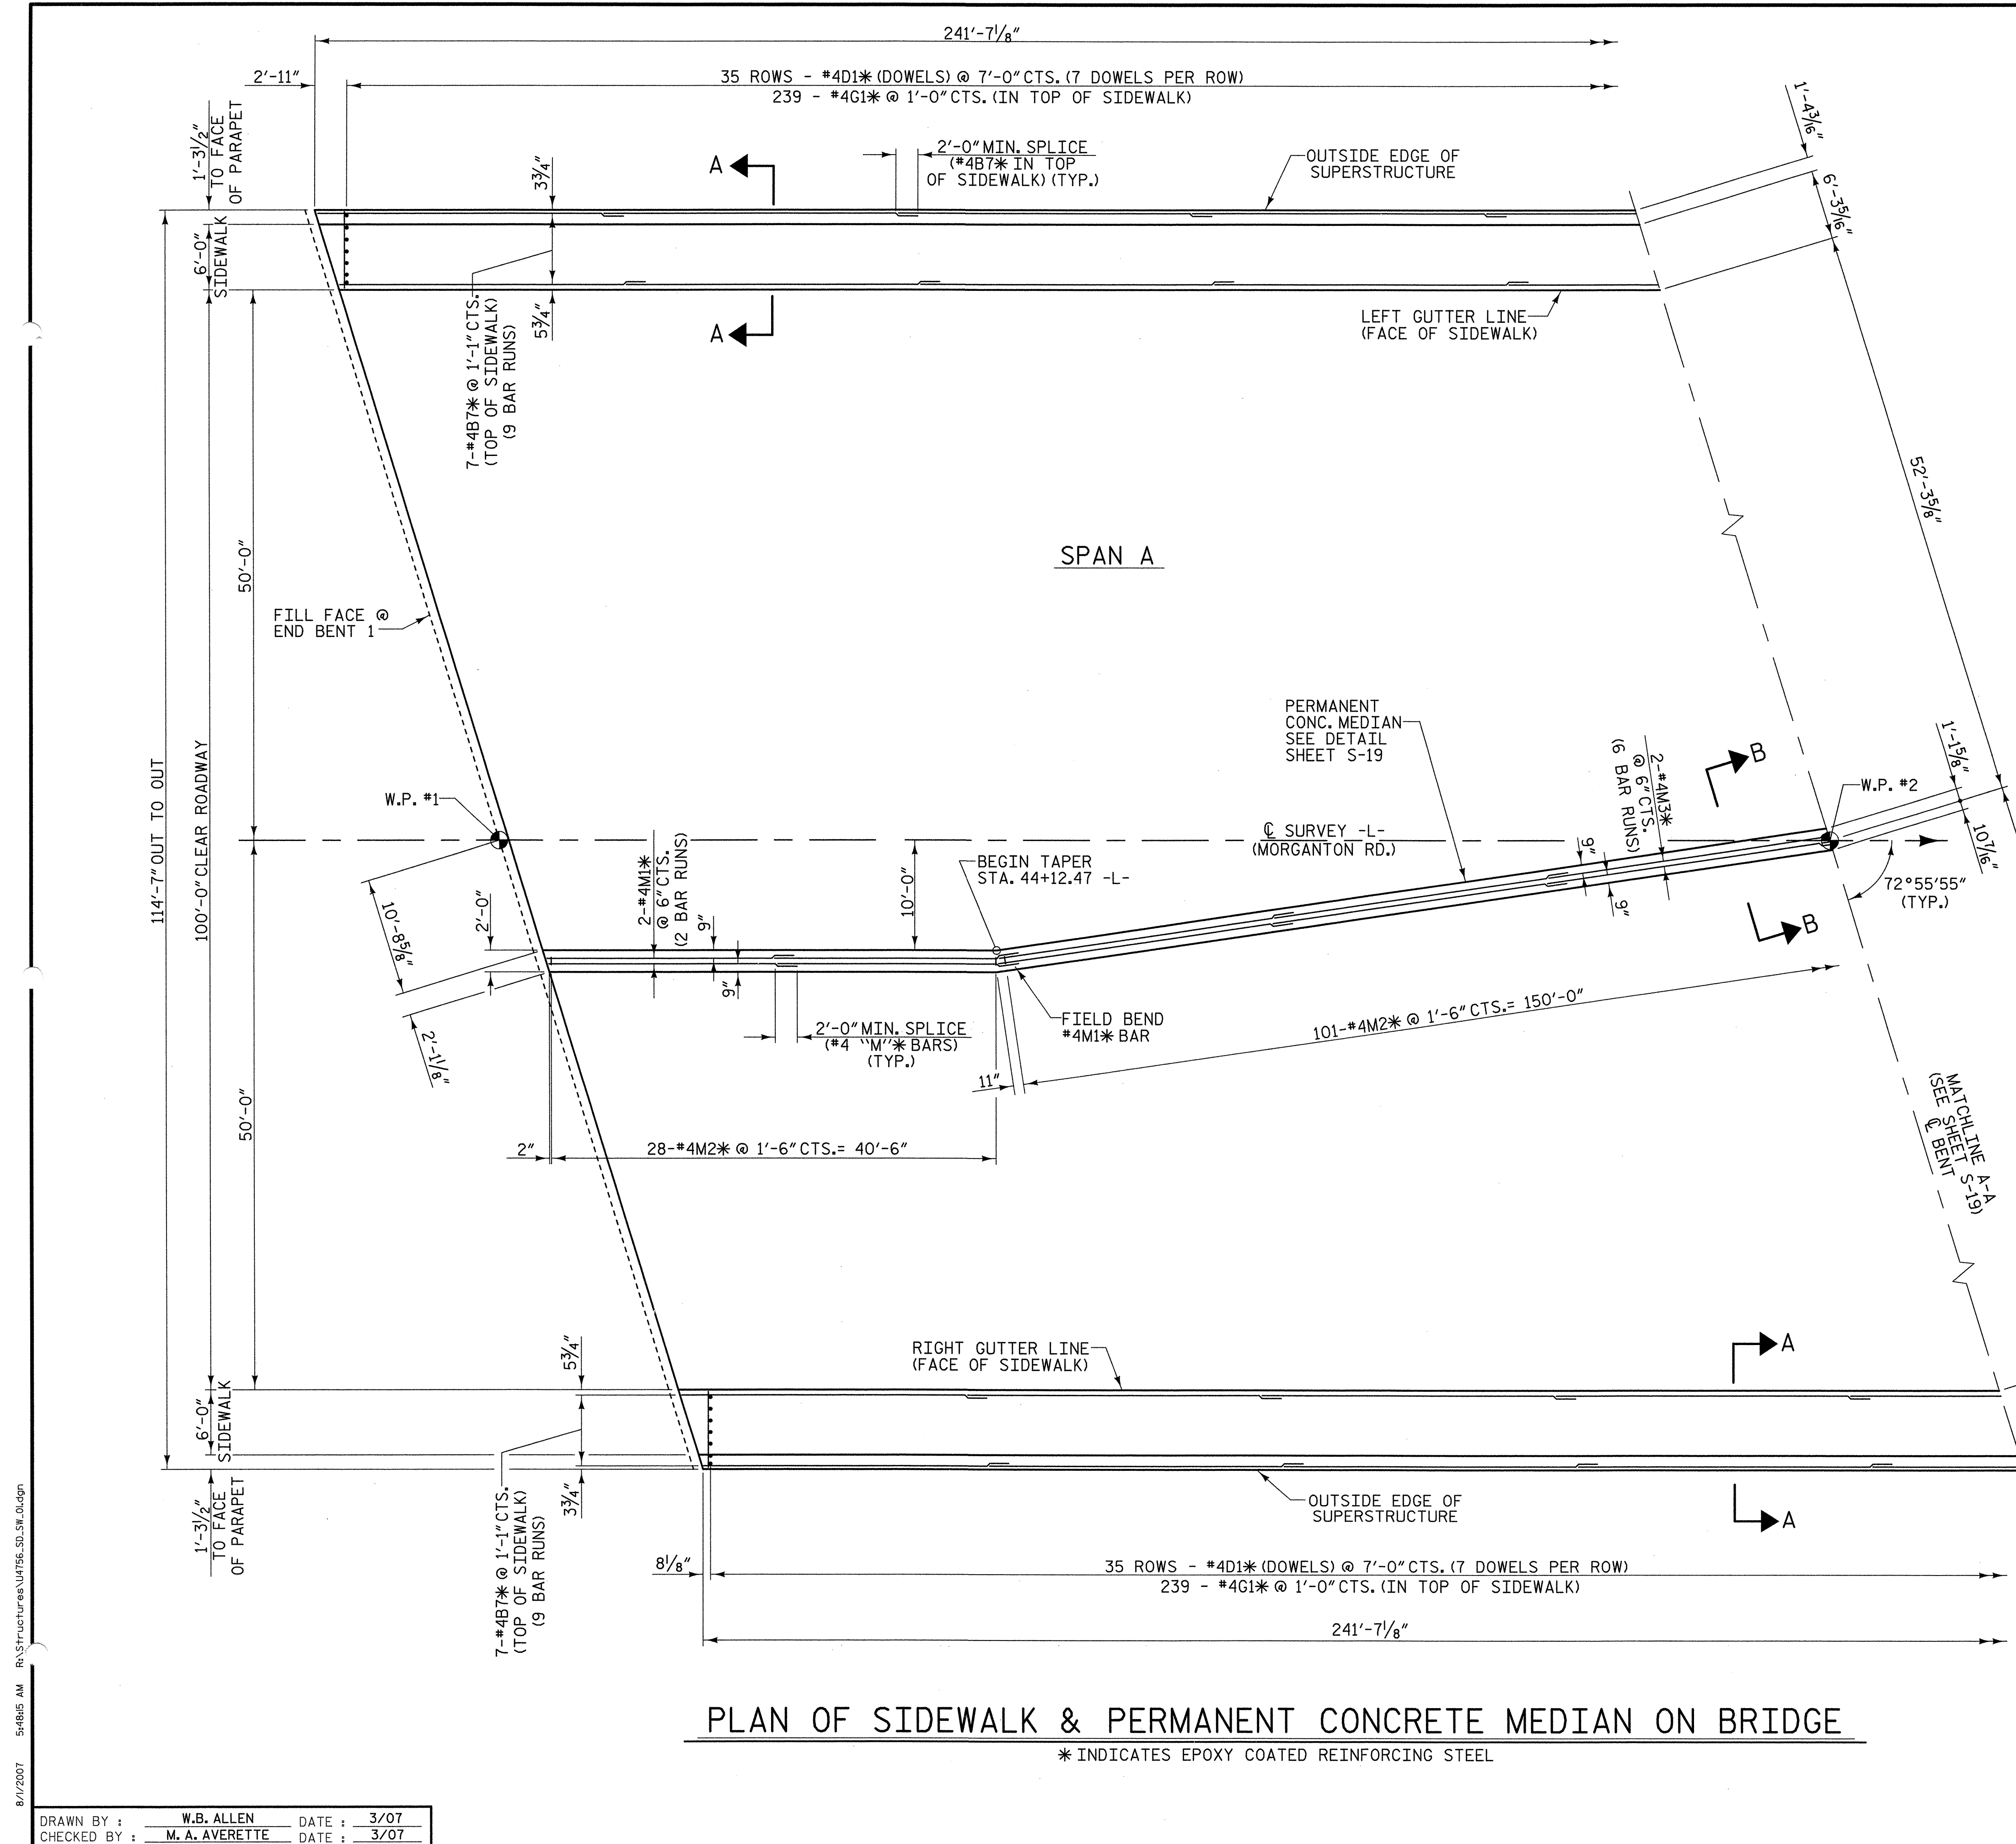 241'-7 1/8"
2'-11"
35 ROWS - #4D1* (DOWELS) @ 7'-0" CTS. (7 DOWELS PER ROW)
239 - #4G1* @ 1'-0" CTS. (IN TOP OF SIDEWALK)
1'-3 1/2"
TO FACE
OF PARAPET
3 3/4"
A
2'-0" MIN. SPLICE
(#4B7* IN TOP
OF SIDEWALK) (TYP.)
OUTSIDE EDGE OF
SUPERSTRUCTURE
1'-4 3/16"
6'-3 5/16"
6'-0"
SIDEWALK
7-#4B7* @ 1'-1" CTS.
(TOP OF SIDEWALK)
(9 BAR RUNS)
5 3/4"
A
LEFT GUTTER LINE
(FACE OF SIDEWALK)
52'-3 5/8"
SPAN A
50'-0"
FILL FACE @
END BENT 1
114'-7" OUT TO OUT
100'-0" CLEAR ROADWAY
PERMANENT
CONC. MEDIAN
SEE DETAIL
SHEET S-19
2-#4M3*
@ 6" CTS.
(6 BAR RUNS)
B
1'-1 5/8"
W.P. #1
W.P. #2
℄ SURVEY -L-
(MORGANTON RD.)
10 7/16"
2-#4M1*
@ 6" CTS.
(2 BAR RUNS)
BEGIN TAPER
STA. 44+12.47 -L-
9"
9"
72°55'55"
(TYP.)
10'-8 5/8"
2'-0"
9"
10'-0"
B
9"
2'-1 1/8"
2'-0" MIN. SPLICE
(#4 "M"* BARS)
(TYP.)
FIELD BEND
#4M1* BAR
101-#4M2* @ 1'-6" CTS.= 150'-0"
11"
50'-0"
2"
28-#4M2* @ 1'-6" CTS.= 40'-6"
MATCHLINE A-A
(SEE SHEET S-19)
℄ BENT
5 3/4"
RIGHT GUTTER LINE
(FACE OF SIDEWALK)
A
6'-0"
SIDEWALK
1'-3 1/2"
TO FACE
OF PARAPET
7-#4B7* @ 1'-1" CTS.
(TOP OF SIDEWALK)
(9 BAR RUNS)
3 3/4"
OUTSIDE EDGE OF
SUPERSTRUCTURE
A
8 1/8"
35 ROWS - #4D1* (DOWELS) @ 7'-0" CTS. (7 DOWELS PER ROW)
239 - #4G1* @ 1'-0" CTS. (IN TOP OF SIDEWALK)
241'-7 1/8"
PLAN OF SIDEWALK & PERMANENT CONCRETE MEDIAN ON BRIDGE
* INDICATES EPOXY COATED REINFORCING STEEL
8/1/2007 5:48:15 AM R:\Structures\U4756_SD_SW_01.dgn
DRAWN BY : W.B. ALLEN DATE : 3/07
CHECKED BY : M. A. AVERETTE DATE : 3/07